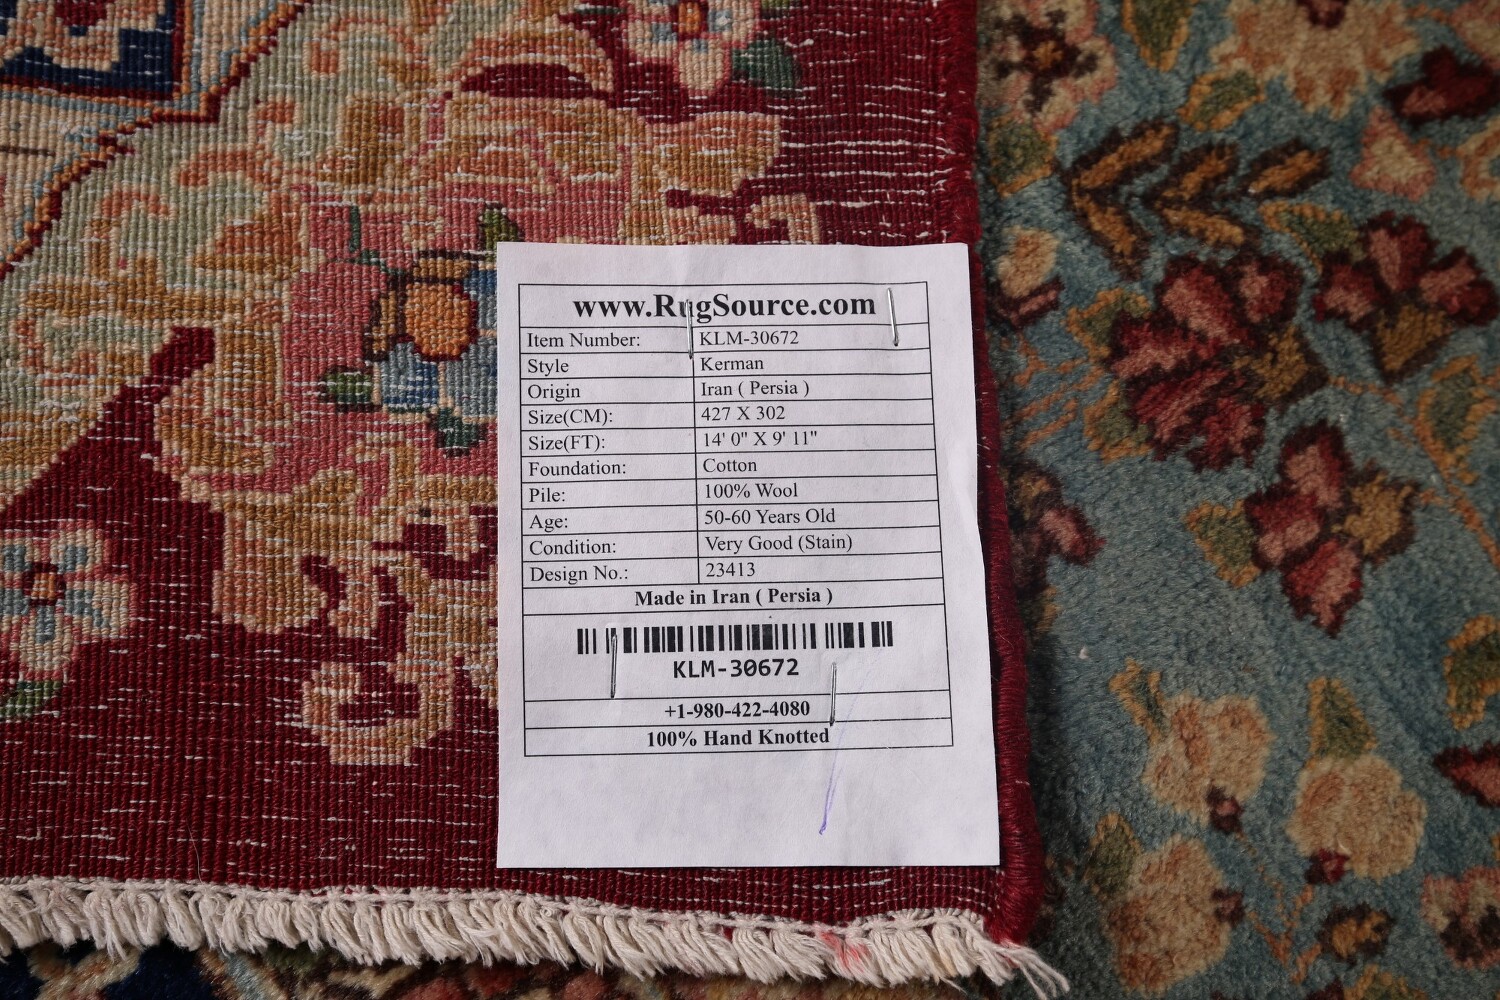 www.RugSource.com
Item Number: KLM-30672
Style Kerman
Origin Iran ( Persia )
Size(CM): 427 X 302
Size(FT): 14' 0" X 9' 11"
Foundation: Cotton
Pile: 100% Wool
Age: 50-60 Years Old
Condition: Very Good (Stain)
Design No.: 23413
Made in Iran ( Persia )
KLM-30672
+1-980-422-4080
100% Hand Knotted